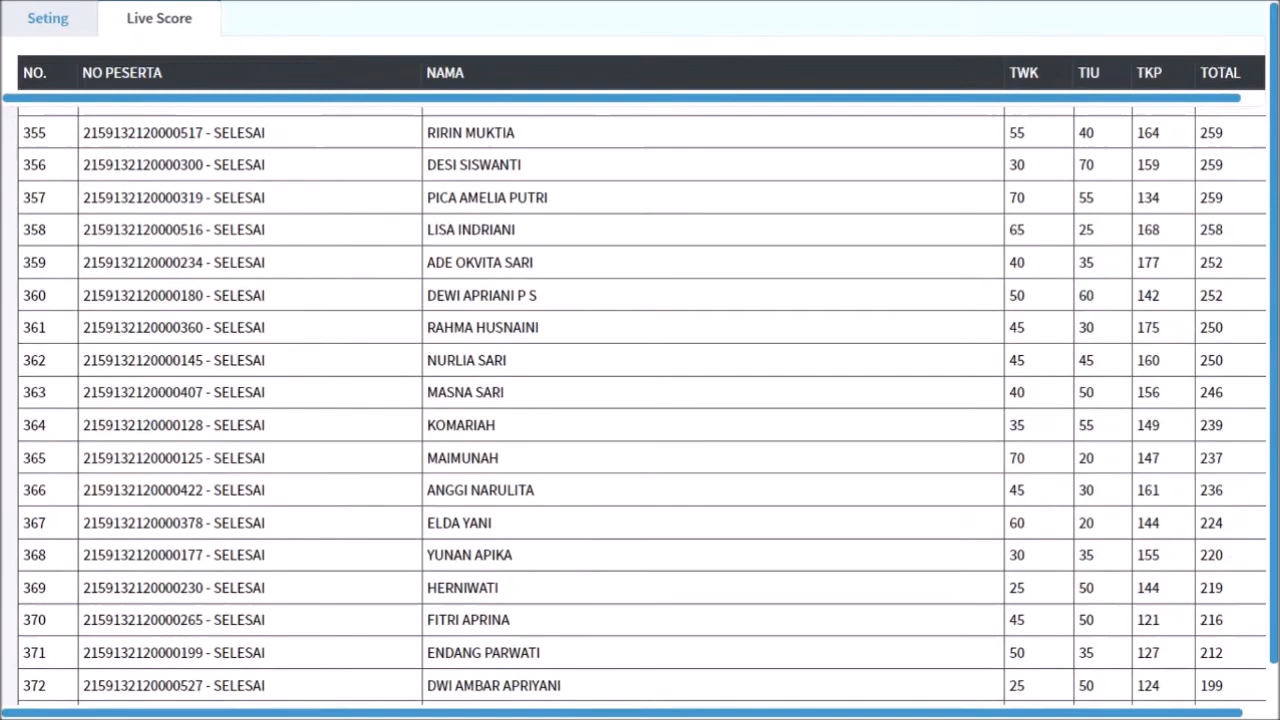 Seting Live Score
NO. NO PESERTA NAMA TWK TIU TKP TOTAL
355 2159132120000517 - SELESAI RIRIN MUKTIA 55 40 164 259
356 2159132120000300 - SELESAI DESI SISWANTI 30 70 159 259
357 2159132120000319 - SELESAI PICA AMELIA PUTRI 70 55 134 259
358 2159132120000516 - SELESAI LISA INDRIANI 65 25 168 258
359 2159132120000234 - SELESAI ADE OKVITA SARI 40 35 177 252
360 2159132120000180 - SELESAI DEWI APRIANI P S 50 60 142 252
361 2159132120000360 - SELESAI RAHMA HUSNAINI 45 30 175 250
362 2159132120000145 - SELESAI NURLIA SARI 45 45 160 250
363 2159132120000407 - SELESAI MASNA SARI 40 50 156 246
364 2159132120000128 - SELESAI KOMARIAH 35 55 149 239
365 2159132120000125 - SELESAI MAIMUNAH 70 20 147 237
366 2159132120000422 - SELESAI ANGGI NARULITA 45 30 161 236
367 2159132120000378 - SELESAI ELDA YANI 60 20 144 224
368 2159132120000177 - SELESAI YUNAN APIKA 30 35 155 220
369 2159132120000230 - SELESAI HERNIWATI 25 50 144 219
370 2159132120000265 - SELESAI FITRI APRINA 45 50 121 216
371 2159132120000199 - SELESAI ENDANG PARWATI 50 35 127 212
372 2159132120000527 - SELESAI DWI AMBAR APRIYANI 25 50 124 199